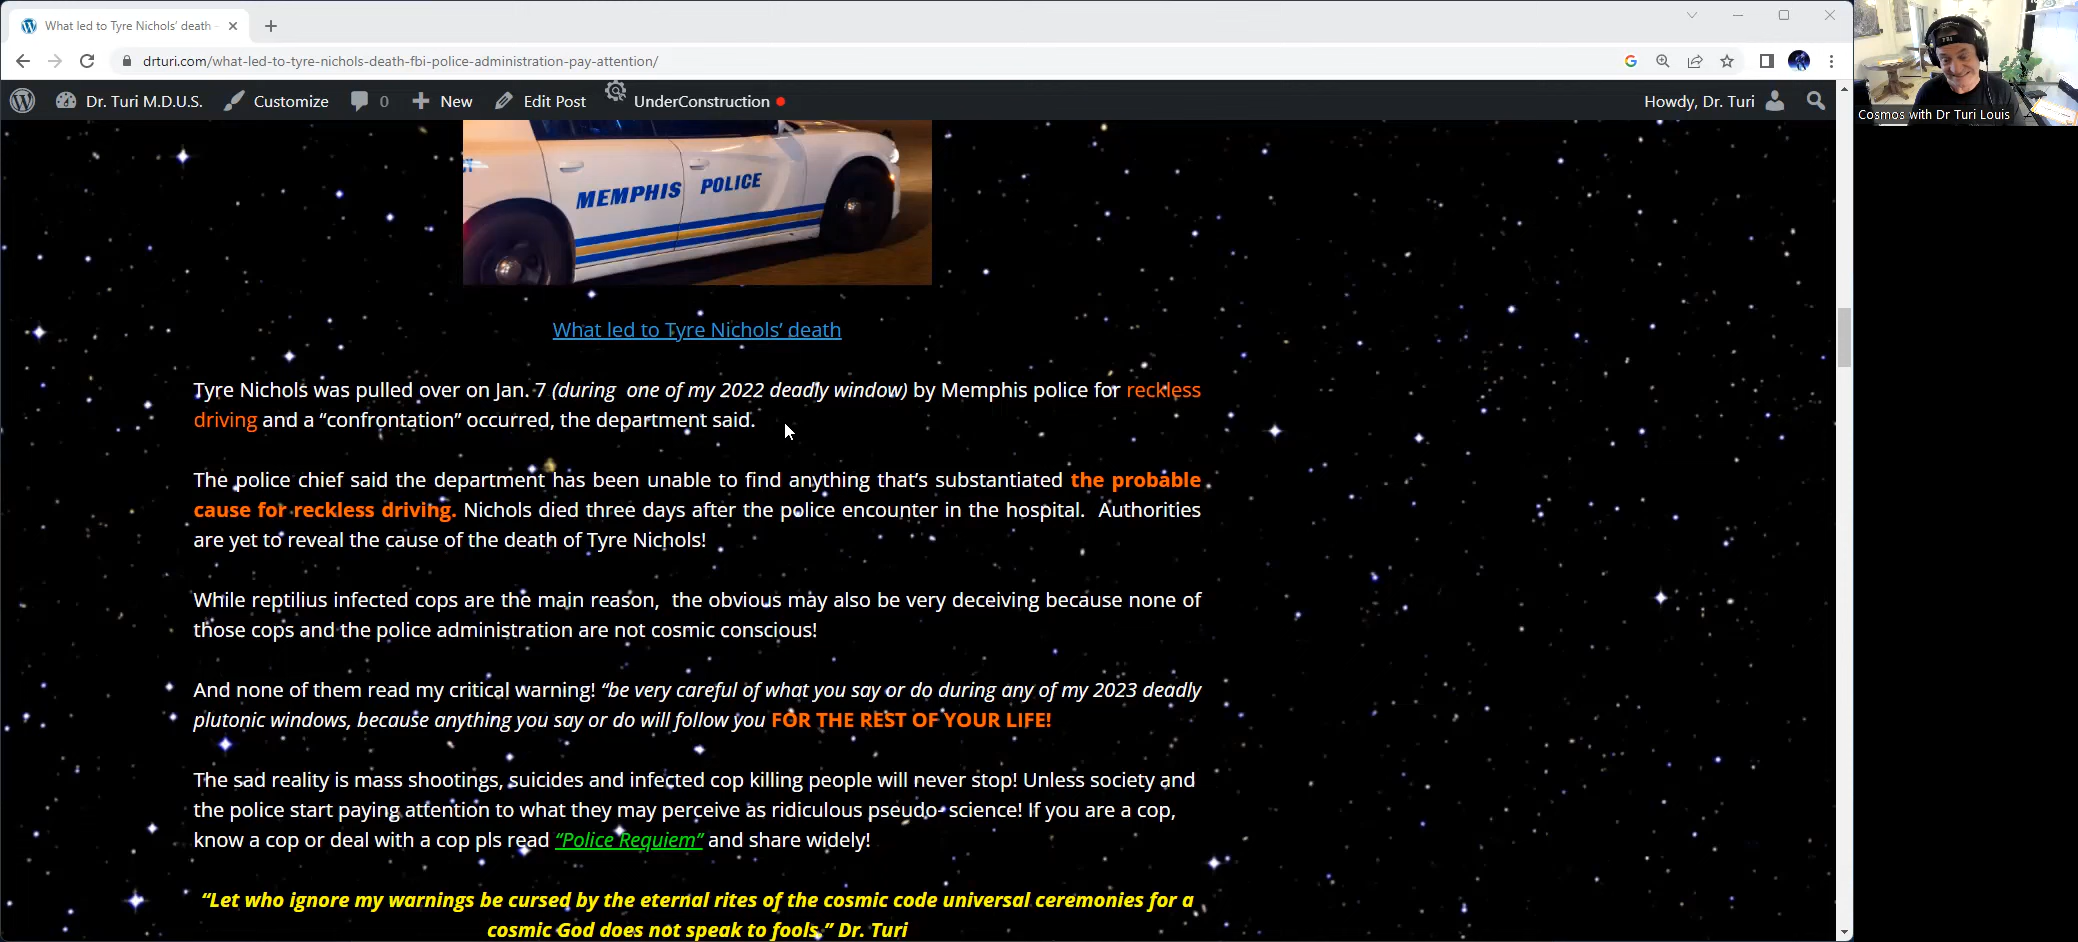 What led to Tyre Nichols' death -
drturi.com/what-led-to-tyre-nichols-death-fbi-police-administration-pay-attention/
Dr. Turi M.D.U.S. Customize 0 New Edit Post UnderConstruction Howdy, Dr. Turi
Cosmos with Dr Turi Louis
MEMPHIS POLICE
What led to Tyre Nichols’ death
Tyre Nichols was pulled over on Jan. 7 (during one of my 2022 deadly window) by Memphis police for reckless
driving and a “confrontation” occurred, the department said.
The police chief said the department has been unable to find anything that’s substantiated the probable
cause for reckless driving. Nichols died three days after the police encounter in the hospital. Authorities
are yet to reveal the cause of the death of Tyre Nichols!
While reptilius infected cops are the main reason, the obvious may also be very deceiving because none of
those cops and the police administration are not cosmic conscious!
And none of them read my critical warning! “be very careful of what you say or do during any of my 2023 deadly
plutonic windows, because anything you say or do will follow you FOR THE REST OF YOUR LIFE!
The sad reality is mass shootings, suicides and infected cop killing people will never stop! Unless society and
the police start paying attention to what they may perceive as ridiculous pseudo- science! If you are a cop,
know a cop or deal with a cop pls read “Police Requiem” and share widely!
“Let who ignore my warnings be cursed by the eternal rites of the cosmic code universal ceremonies for a
cosmic God does not speak to fools.” Dr. Turi